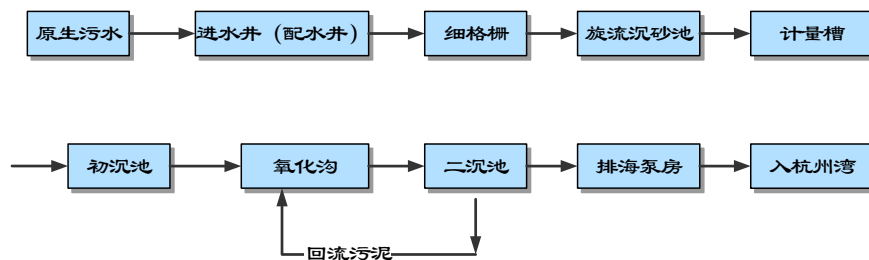 原生污水
进水井（配水井）
细格栅
旋流沉砂池
计量槽
初沉池
氧化沟
二沉池
排海泵房
入杭州湾
回流污泥